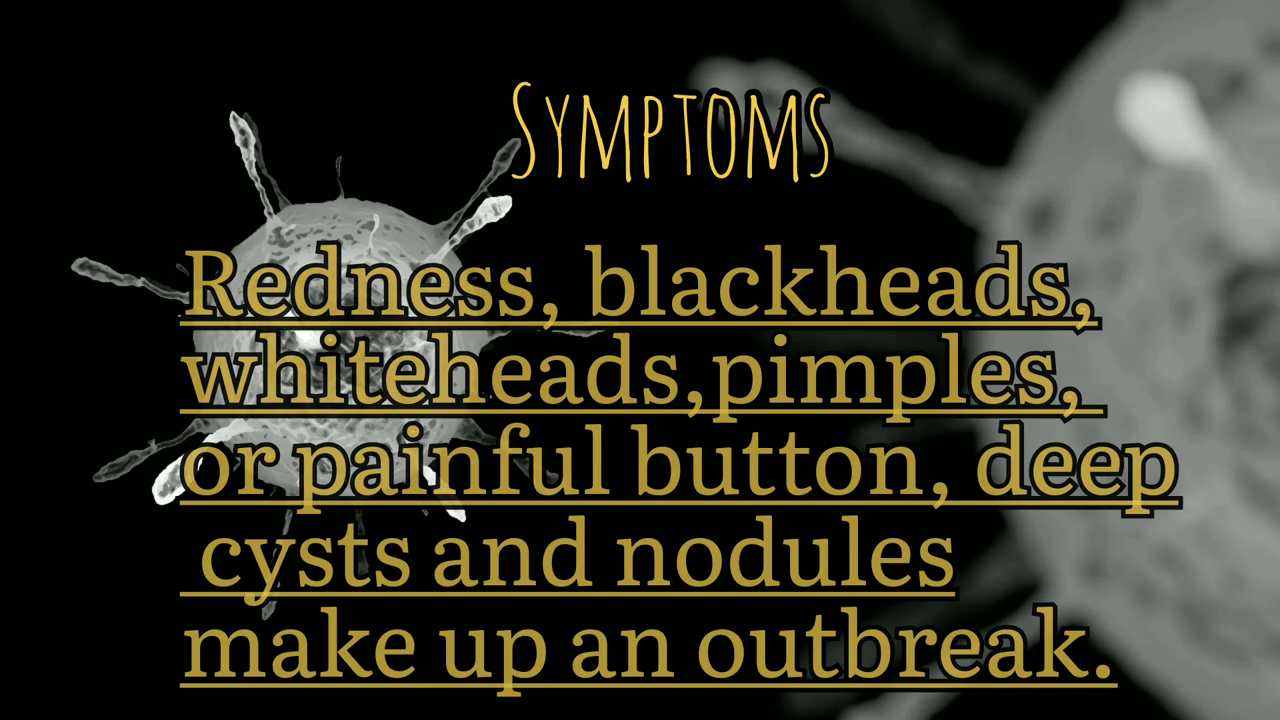 Symptoms
Redness, blackheads,
whiteheads,pimples,
or painful button, deep
cysts and nodules
make up an outbreak.